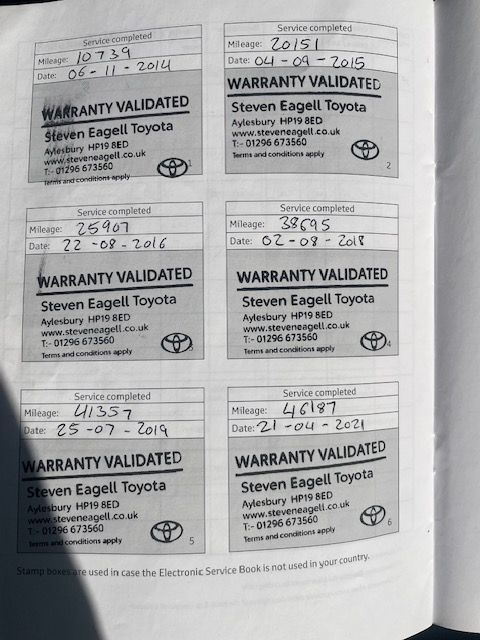 Service completed
Mileage: 10739
Date: 06-11-2014
WARRANTY VALIDATED
Steven Eagell Toyota
Aylesbury HP19 8ED
www.steveneagell.co.uk
T:- 01296 673560
Terms and conditions apply
1
Service completed
Mileage: 20151
Date: 04-09-2015
WARRANTY VALIDATED
Steven Eagell Toyota
Aylesbury HP19 8ED
www.steveneagell.co.uk
T:- 01296 673560
Terms and conditions apply
2
Service completed
Mileage: 25907
Date: 22-08-2016
WARRANTY VALIDATED
Steven Eagell Toyota
Aylesbury HP19 8ED
www.steveneagell.co.uk
T:- 01296 673560
Terms and conditions apply
3
Service completed
Mileage: 38695
Date: 02-08-2018
WARRANTY VALIDATED
Steven Eagell Toyota
Aylesbury HP19 8ED
www.steveneagell.co.uk
T:- 01296 673560
Terms and conditions apply
4
Service completed
Mileage: 41357
Date: 25-07-2019
WARRANTY VALIDATED
Steven Eagell Toyota
Aylesbury HP19 8ED
www.steveneagell.co.uk
T:- 01296 673560
Terms and conditions apply
5
Service completed
Mileage: 46187
Date: 21-04-2021
WARRANTY VALIDATED
Steven Eagell Toyota
Aylesbury HP19 8ED
www.steveneagell.co.uk
T:- 01296 673560
Terms and conditions apply
6
Stamp boxes are used in case the Electronic Service Book is not used in your country.